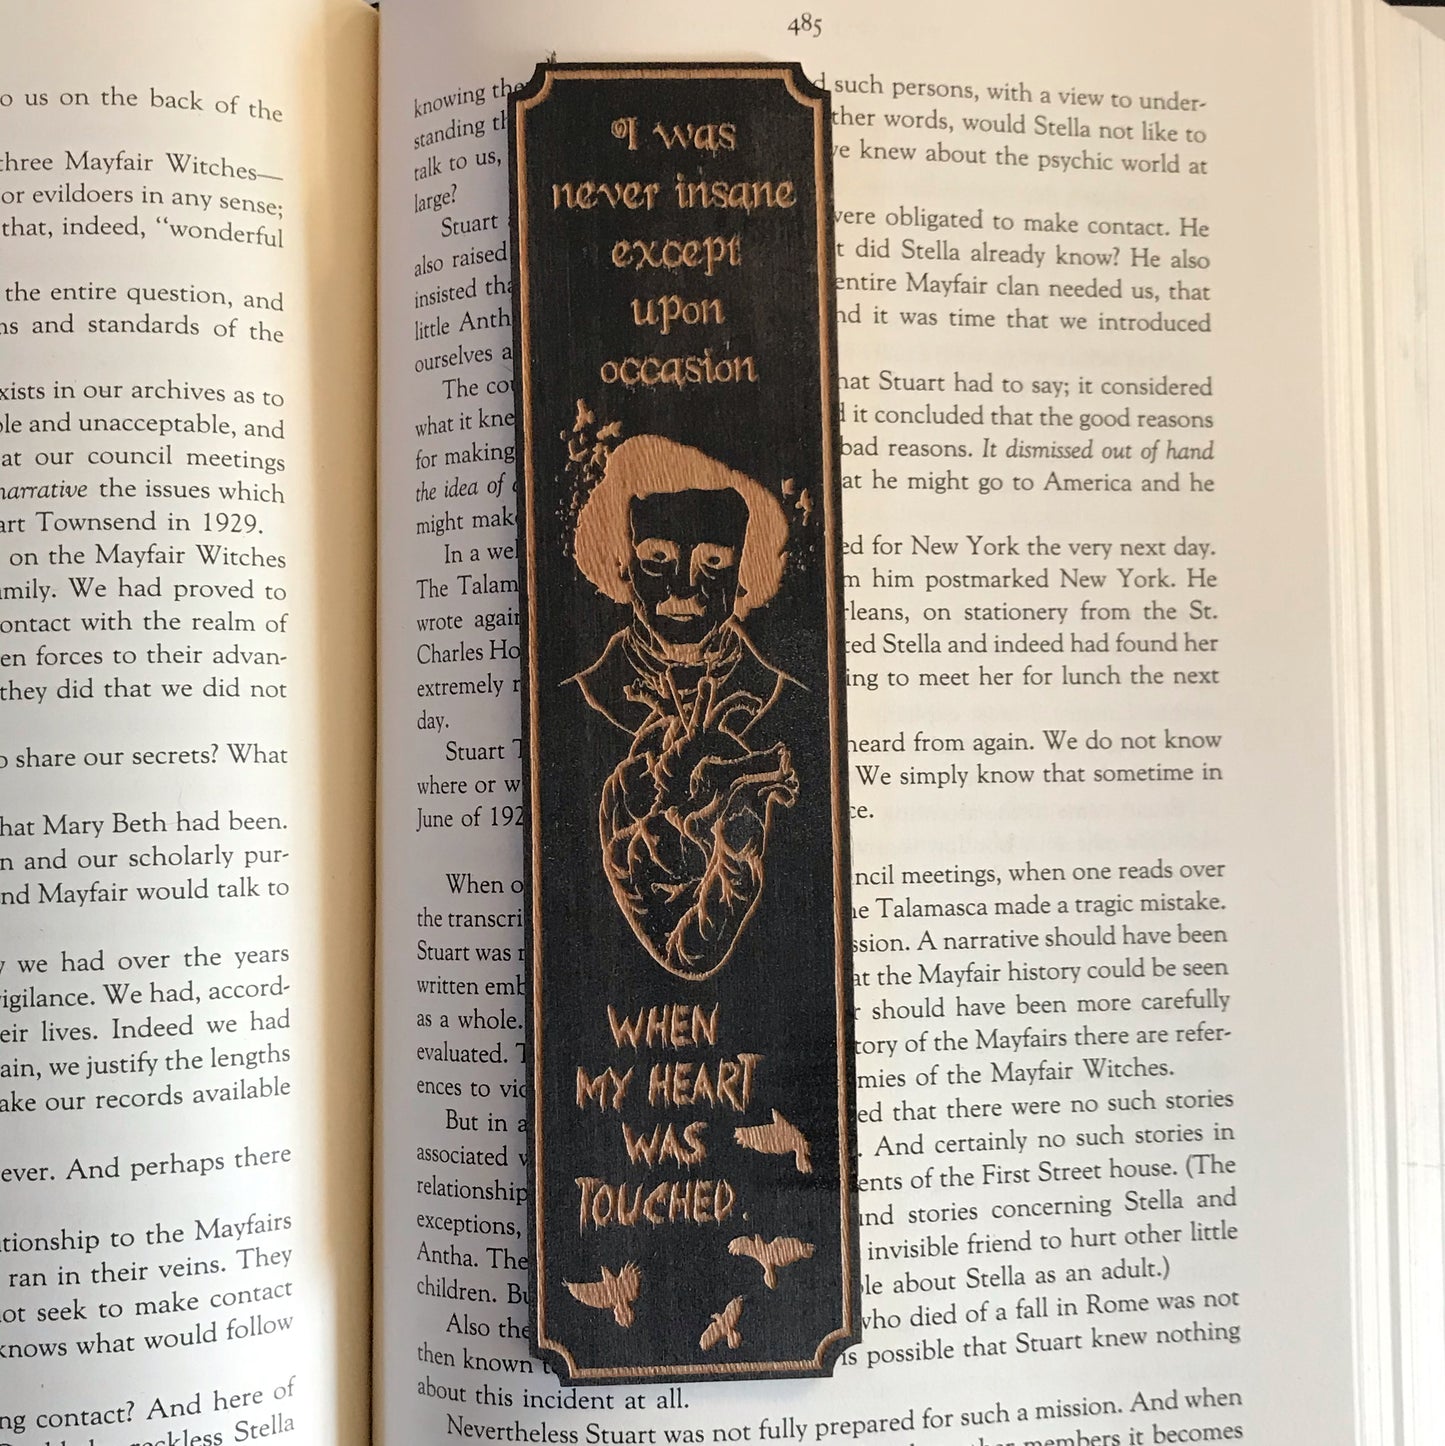 o us on the back of the
three Mayfair Witches—
or evildoers in any sense;
that, indeed, “wonderful
the entire question, and
ns and standards of the
xists in our archives as to
ble and unacceptable, and
at our council meetings
narrative the issues which
art Townsend in 1929.
on the Mayfair Witches
mily. We had proved to
ontact with the realm of
en forces to their advan-
they did that we did not
o share our secrets? What
hat Mary Beth had been.
n and our scholarly pur-
nd Mayfair would talk to
y we had over the years
vigilance. We had, accord-
eir lives. Indeed we had
ain, we justify the lengths
ake our records available
ever. And perhaps there
tionship to the Mayfairs
ran in their veins. They
not seek to make contact
knows what would follow
ng contact? And here of
reckless Stella
485
knowing the d such persons, with a view to under-
standing th ther words, would Stella not like to
talk to us, ve knew about the psychic world at
large?
Stuart were obligated to make contact. He
also raised t did Stella already know? He also
insisted tha entire Mayfair clan needed us, that
little Anth nd it was time that we introduced
ourselves a
The cou hat Stuart had to say; it considered
what it kne d it concluded that the good reasons
for making bad reasons. It dismissed out of hand
the idea of at he might go to America and he
might make
In a wel ed for New York the very next day.
The Talam m him postmarked New York. He
wrote again rleans, on stationery from the St.
Charles Ho ted Stella and indeed had found her
extremely r ing to meet her for lunch the next
day.
Stuart T heard from again. We do not know
where or w We simply know that sometime in
June of 192 ce.
When o ncil meetings, when one reads over
the transcri e Talamasca made a tragic mistake.
Stuart was r ssion. A narrative should have been
written emb at the Mayfair history could be seen
as a whole. r should have been more carefully
evaluated. T tory of the Mayfairs there are refer-
ences to vio mies of the Mayfair Witches.
But in a ed that there were no such stories
associated w . And certainly no such stories in
relationship ents of the First Street house. (The
exceptions, und stories concerning Stella and
Antha. The invisible friend to hurt other little
children. Bu le about Stella as an adult.)
Also the who died of a fall in Rome was not
then known t is possible that Stuart knew nothing
about this incident at all.
Nevertheless Stuart was not fully prepared for such a mission. And when
members it becomes
I was
never insane
except
upon
occasion
WHEN
MY HEART
WAS
TOUCHED.